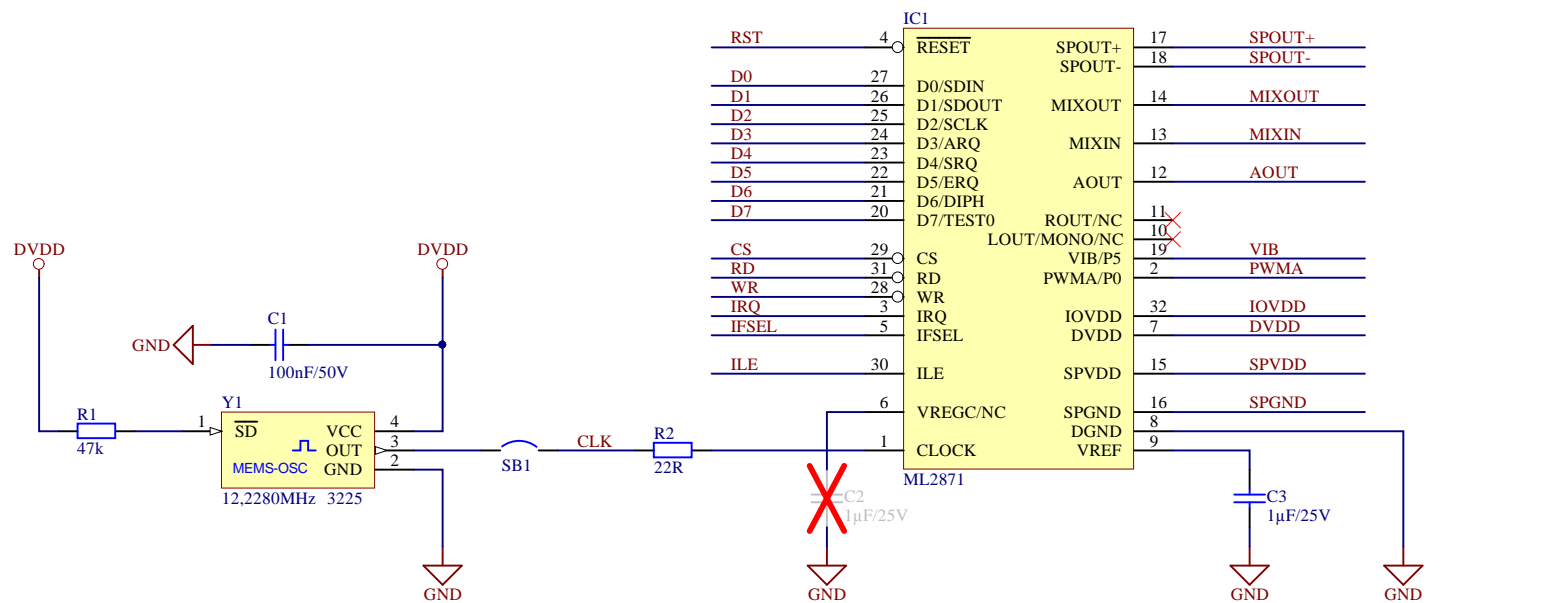 IC1
RST 4 RESET SPOUT+ 17 SPOUT+
SPOUT- 18 SPOUT-
D0 27 D0/SDIN
D1 26 D1/SDOUT MIXOUT 14 MIXOUT
D2 25 D2/SCLK
D3 24 D3/ARQ MIXIN 13 MIXIN
D4 23 D4/SRQ
D5 22 D5/ERQ AOUT 12 AOUT
D6 21 D6/DIPH
D7 20 D7/TEST0 ROUT/NC 11
LOUT/MONO/NC 10
CS 29 CS VIB/P5 19 VIB
RD 31 RD PWMA/P0 2 PWMA
WR 28 WR
IRQ 3 IRQ IOVDD 32 IOVDD
IFSEL 5 IFSEL DVDD 7 DVDD
ILE 30 ILE SPVDD 15 SPVDD
6 VREGC/NC SPGND 16 SPGND
DGND 8
1 CLOCK VREF 9
ML2871
DVDD
DVDD
C1
GND
100nF/50V
Y1
R1
47k
1 SD VCC 4
OUT 3
MEMS-OSC GND 2
12,2280MHz 3225
SB1
CLK
R2
22R
C2
1µF/25V
C3
1µF/25V
GND
GND
GND
GND